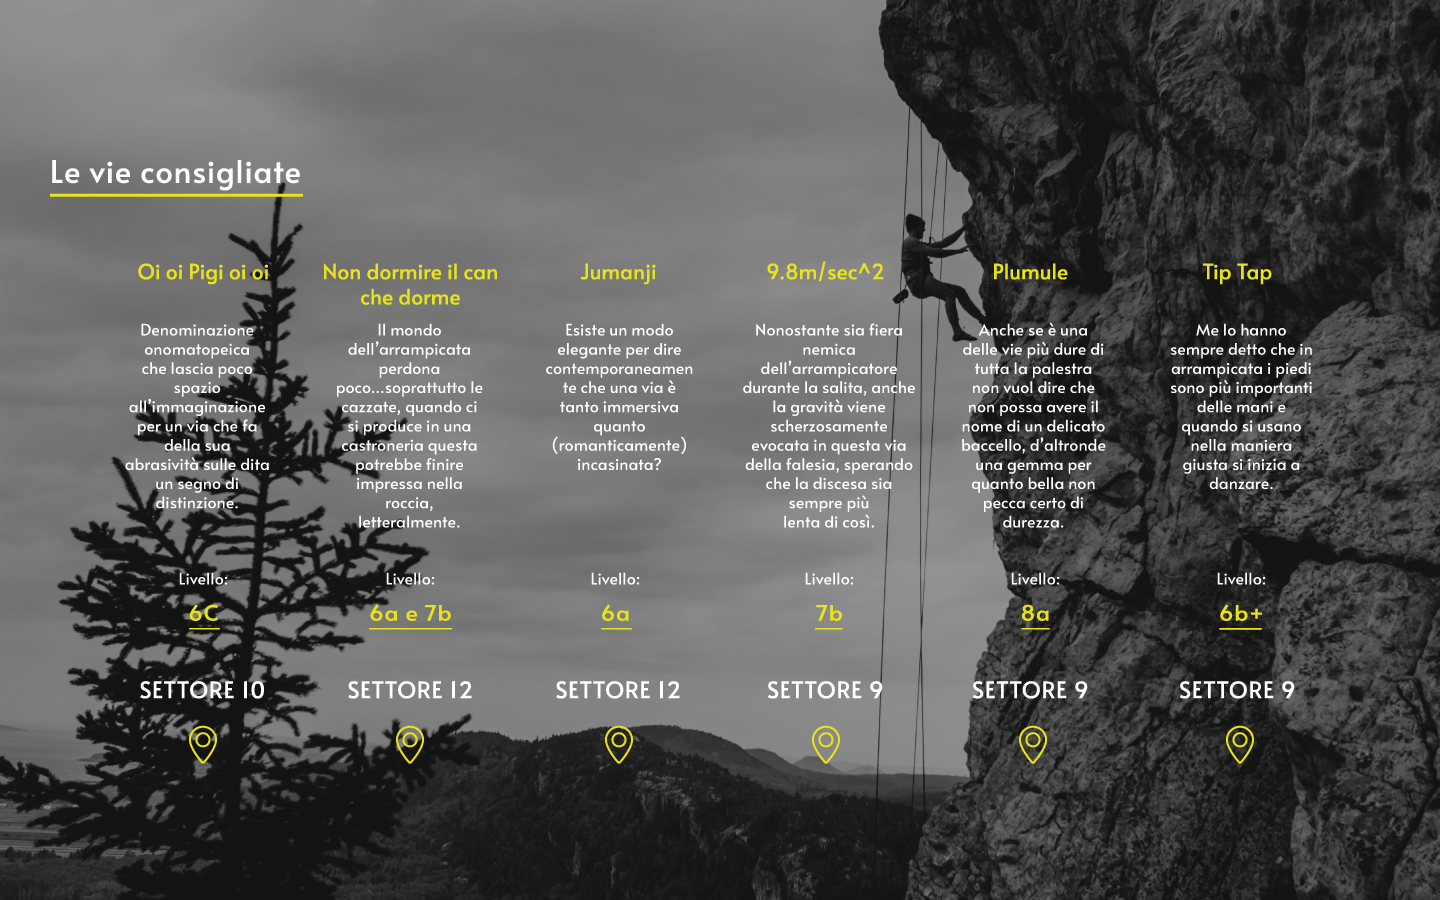 Le vie consigliate
Oi oi Pigi oi oi
Denominazione
onomatopeica
che lascia poco
spazio
all’immaginazione
per un via che fa
della sua
abrasività sulle dita
un segno di
distinzione.
Livello:
6C
SETTORE 10
Non dormire il can
che dorme
Il mondo
dell’arrampicata
perdona
poco...soprattutto le
cazzate, quando ci
si produce in una
castroneria questa
potrebbe finire
impressa nella
roccia,
letteralmente.
Livello:
6a e 7b
SETTORE 12
Jumanji
Esiste un modo
elegante per dire
contemporaneamen
te che una via è
tanto immersiva
quanto
(romanticamente)
incasinata?
Livello:
6a
SETTORE 12
9.8m/sec^2
Nonostante sia fiera
nemica
dell’arrampicatore
durante la salita, anche
la gravità viene
scherzosamente
evocata in questa via
della falesia, sperando
che la discesa sia
sempre più
lenta di così.
Livello:
7b
SETTORE 9
Plumule
Anche se è una
delle vie più dure di
tutta la palestra
non vuol dire che
non possa avere il
nome di un delicato
baccello, d’altronde
una gemma per
quanto bella non
pecca certo di
durezza.
Livello:
8a
SETTORE 9
Tip Tap
Me lo hanno
sempre detto che in
arrampicata i piedi
sono più importanti
delle mani e
quando si usano
nella maniera
giusta si inizia a
danzare.
Livello:
6b+
SETTORE 9